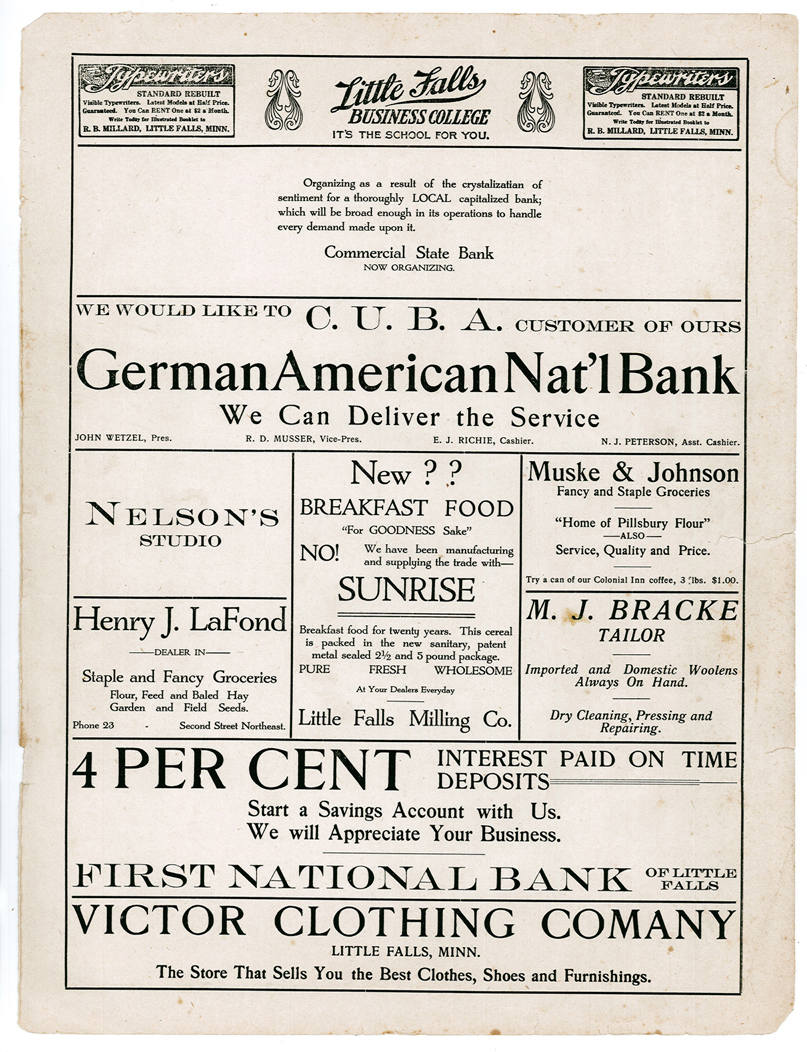 Typewriters
STANDARD REBUILT
Visible Typewriters. Latest Models at Half Price.
Guaranteed. You Can RENT One at $2 a Month.
Write Today for Illustrated Booklet to
R. B. MILLARD, LITTLE FALLS, MINN.
Little Falls
BUSINESS COLLEGE
IT'S THE SCHOOL FOR YOU.
Typewriters
STANDARD REBUILT
Visible Typewriters. Latest Models at Half Price.
Guaranteed. You Can RENT One at $2 a Month.
Write Today for Illustrated Booklet to
R. B. MILLARD, LITTLE FALLS, MINN.
Organizing as a result of the crystalizatian of
sentiment for a thoroughly LOCAL capitalized bank;
which will be broad enough in its operations to handle
every demand made upon it.
Commercial State Bank
NOW ORGANIZING.
WE WOULD LIKE TO C. U. B. A. CUSTOMER OF OURS
German American Nat'l Bank
We Can Deliver the Service
JOHN WETZEL, Pres. R. D. MUSSER, Vice-Pres. E. J. RICHIE, Cashier. N. J. PETERSON, Asst. Cashier.
NELSON'S
STUDIO
Henry J. LaFond
DEALER IN
Staple and Fancy Groceries
Flour, Feed and Baled Hay
Garden and Field Seeds.
Phone 23 - Second Street Northeast.
New ? ?
BREAKFAST FOOD
"For GOODNESS Sake"
NO! We have been manufacturing
and supplying the trade with—
SUNRISE
Breakfast food for twenty years. This cereal
is packed in the new sanitary, patent
metal sealed 2½ and 5 pound package.
PURE FRESH WHOLESOME
At Your Dealers Everyday
Little Falls Milling Co.
Muske & Johnson
Fancy and Staple Groceries
"Home of Pillsbury Flour"
—ALSO—
Service, Quality and Price.
Try a can of our Colonial Inn coffee, 3 lbs. $1.00.
M. J. BRACKE
TAILOR
Imported and Domestic Woolens
Always On Hand.
Dry Cleaning, Pressing and
Repairing.
4 PER CENT INTEREST PAID ON TIME
DEPOSITS
Start a Savings Account with Us.
We will Appreciate Your Business.
FIRST NATIONAL BANK OF LITTLE
FALLS
VICTOR CLOTHING COMANY
LITTLE FALLS, MINN.
The Store That Sells You the Best Clothes, Shoes and Furnishings.